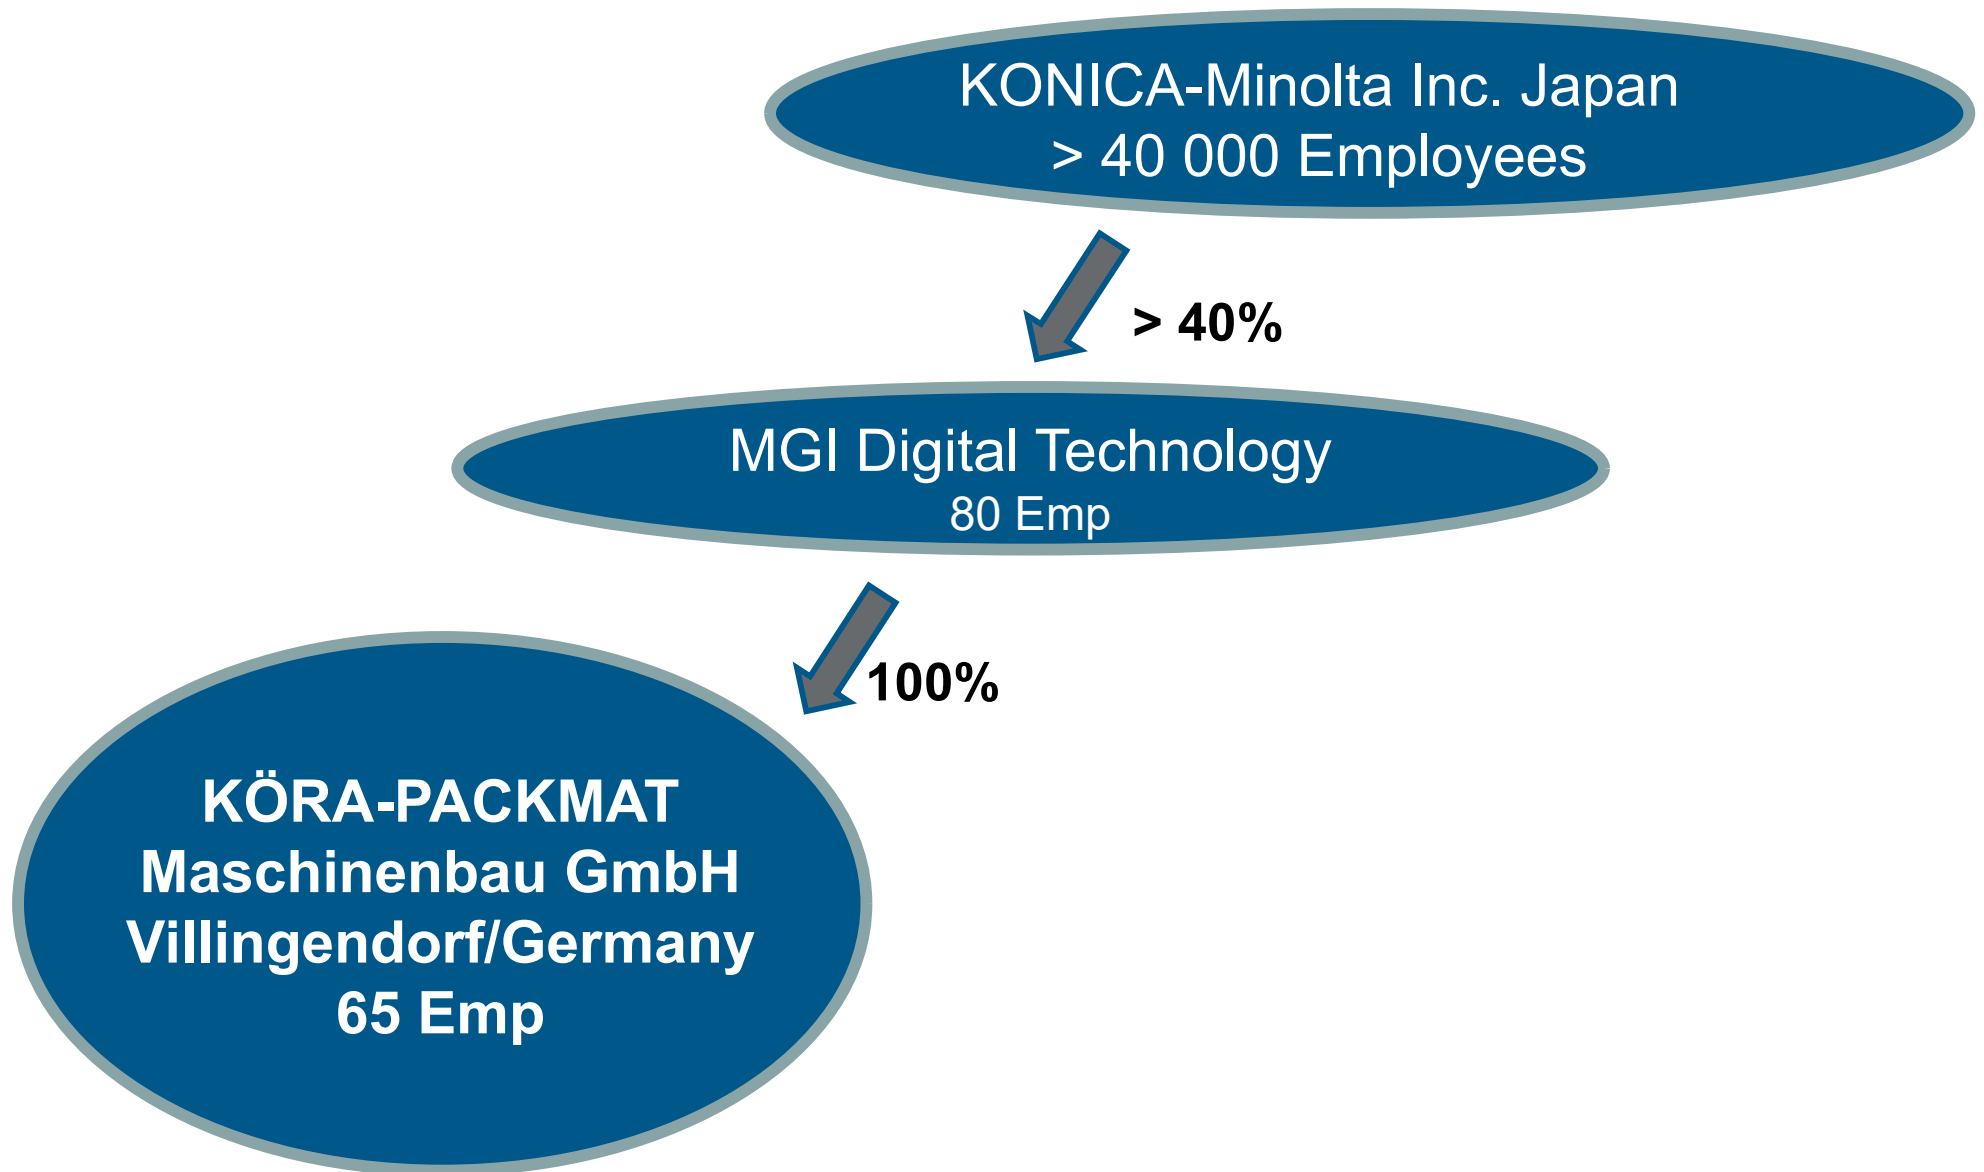 KONICA-Minolta Inc. Japan
> 40 000 Employees
> 40%
MGI Digital Technology
80 Emp
100%
KÖRA-PACKMAT
Maschinenbau GmbH
Villingendorf/Germany
65 Emp